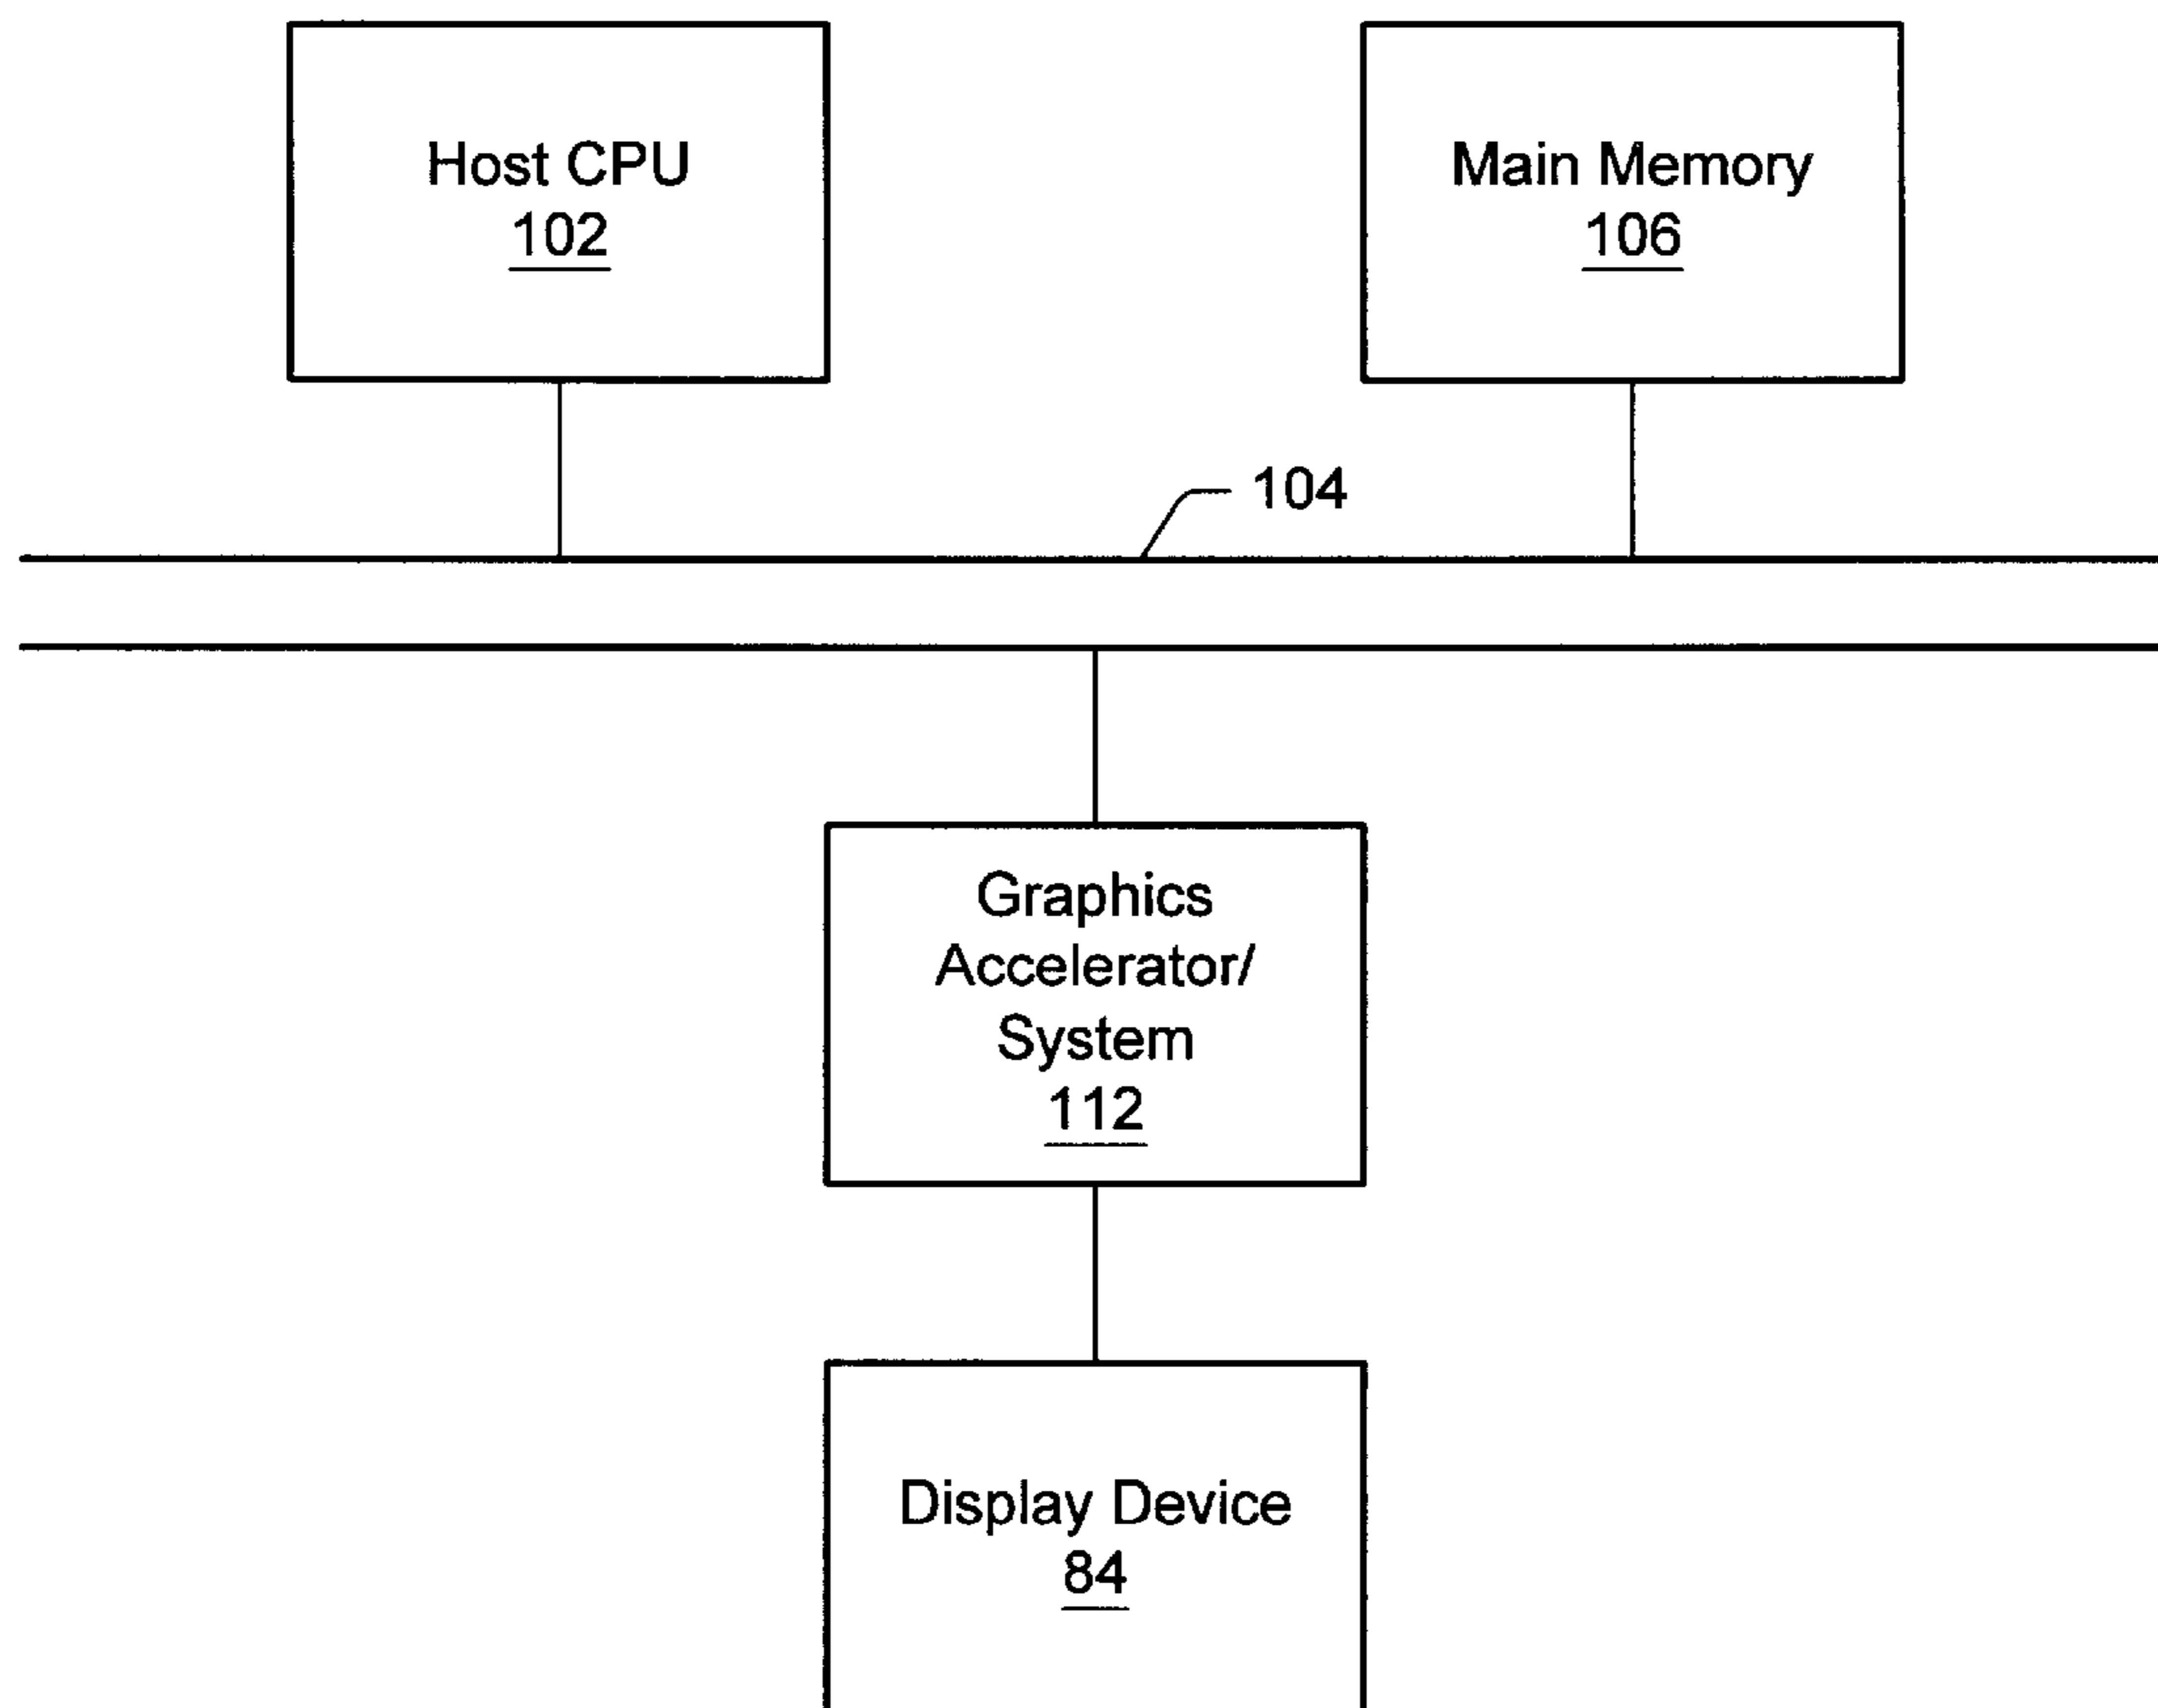 Host CPU
102
Main Memory
106
104
Graphics
Accelerator/
System
112
Display Device
84